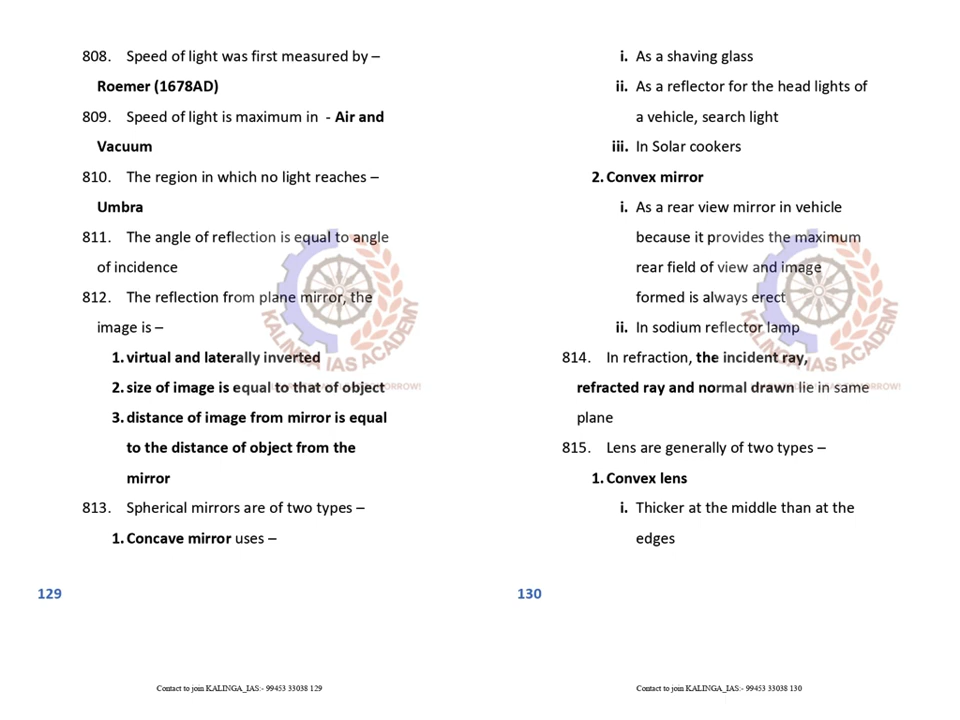 808. Speed of light was first measured by –
Roemer (1678AD)
809. Speed of light is maximum in - Air and
Vacuum
810. The region in which no light reaches –
Umbra
811. The angle of reflection is equal to angle
of incidence
812. The reflection from plane mirror, the
image is –
1. virtual and laterally inverted
2. size of image is equal to that of object
3. distance of image from mirror is equal
to the distance of object from the
mirror
813. Spherical mirrors are of two types –
1. Concave mirror uses –
KALINGA IAS ACADEMY
129
Contact to join KALINGA_IAS:- 99453 33038 129
i. As a shaving glass
ii. As a reflector for the head lights of
a vehicle, search light
iii. In Solar cookers
2. Convex mirror
i. As a rear view mirror in vehicle
because it provides the maximum
rear field of view and image
formed is always erect
ii. In sodium reflector lamp
814. In refraction, the incident ray,
refracted ray and normal drawn lie in same
plane
815. Lens are generally of two types –
1. Convex lens
i. Thicker at the middle than at the
edges
KALINGA IAS ACADEMY
130
Contact to join KALINGA_IAS:- 99453 33038 130